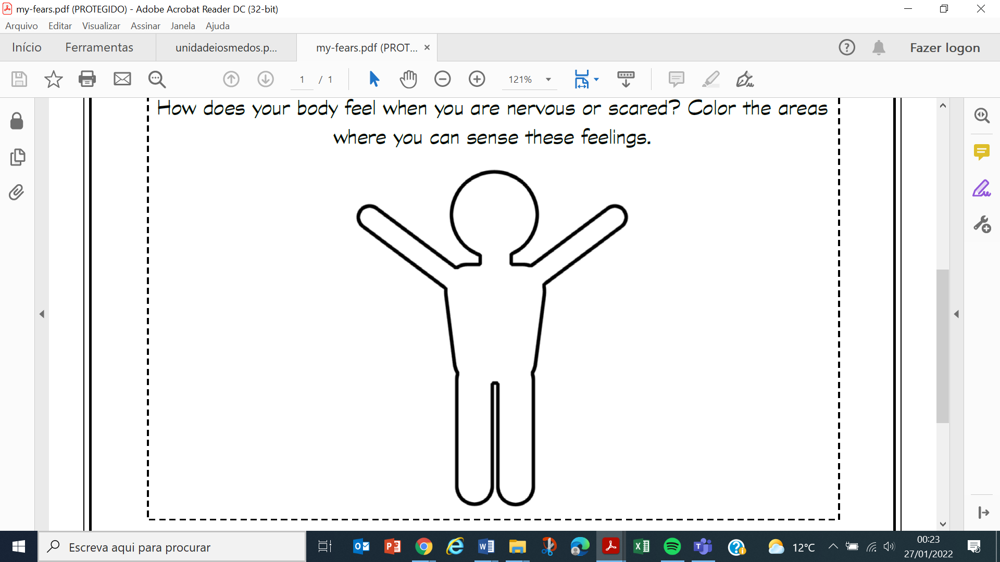 my-fears.pdf (PROTEGIDO) - Adobe Acrobat Reader DC (32-bit)
Arquivo Editar Visualizar Assinar Janela Ajuda
Início Ferramentas unidadeiosmedos.p... my-fears.pdf (PROT... Fazer logon
1 / 1 121%
How does your body feel when you are nervous or scared? Color the areas
where you can sense these feelings.
Escreva aqui para procurar
12°C
00:23
27/01/2022